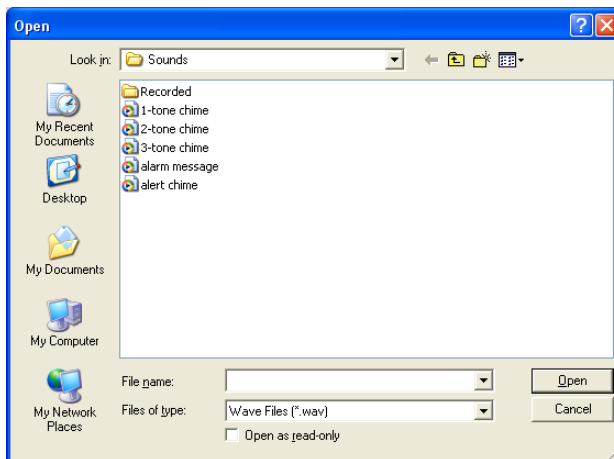 Open
Look in: Sounds
My Recent
Documents
Desktop
My Documents
My Computer
My Network
Places
Recorded
1-tone chime
2-tone chime
3-tone chime
alarm message
alert chime
File name:
Open
Files of type: Wave Files (*.wav)
Cancel
Open as read-only